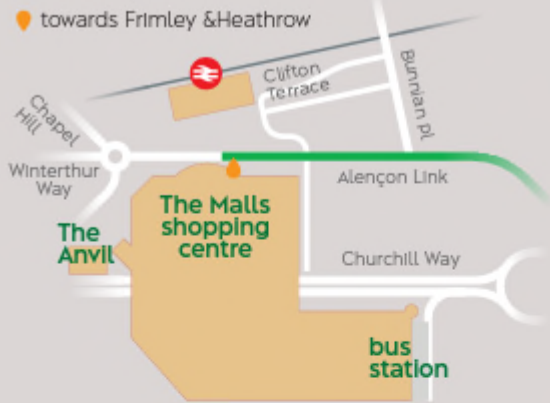 towards Frimley &Heathrow
Clifton
Terrace
Bunnian pl
Chapel
Hill
Winterthur
Way
Alençon Link
The Malls
shopping
centre
The
Anvil
Churchill Way
bus
station